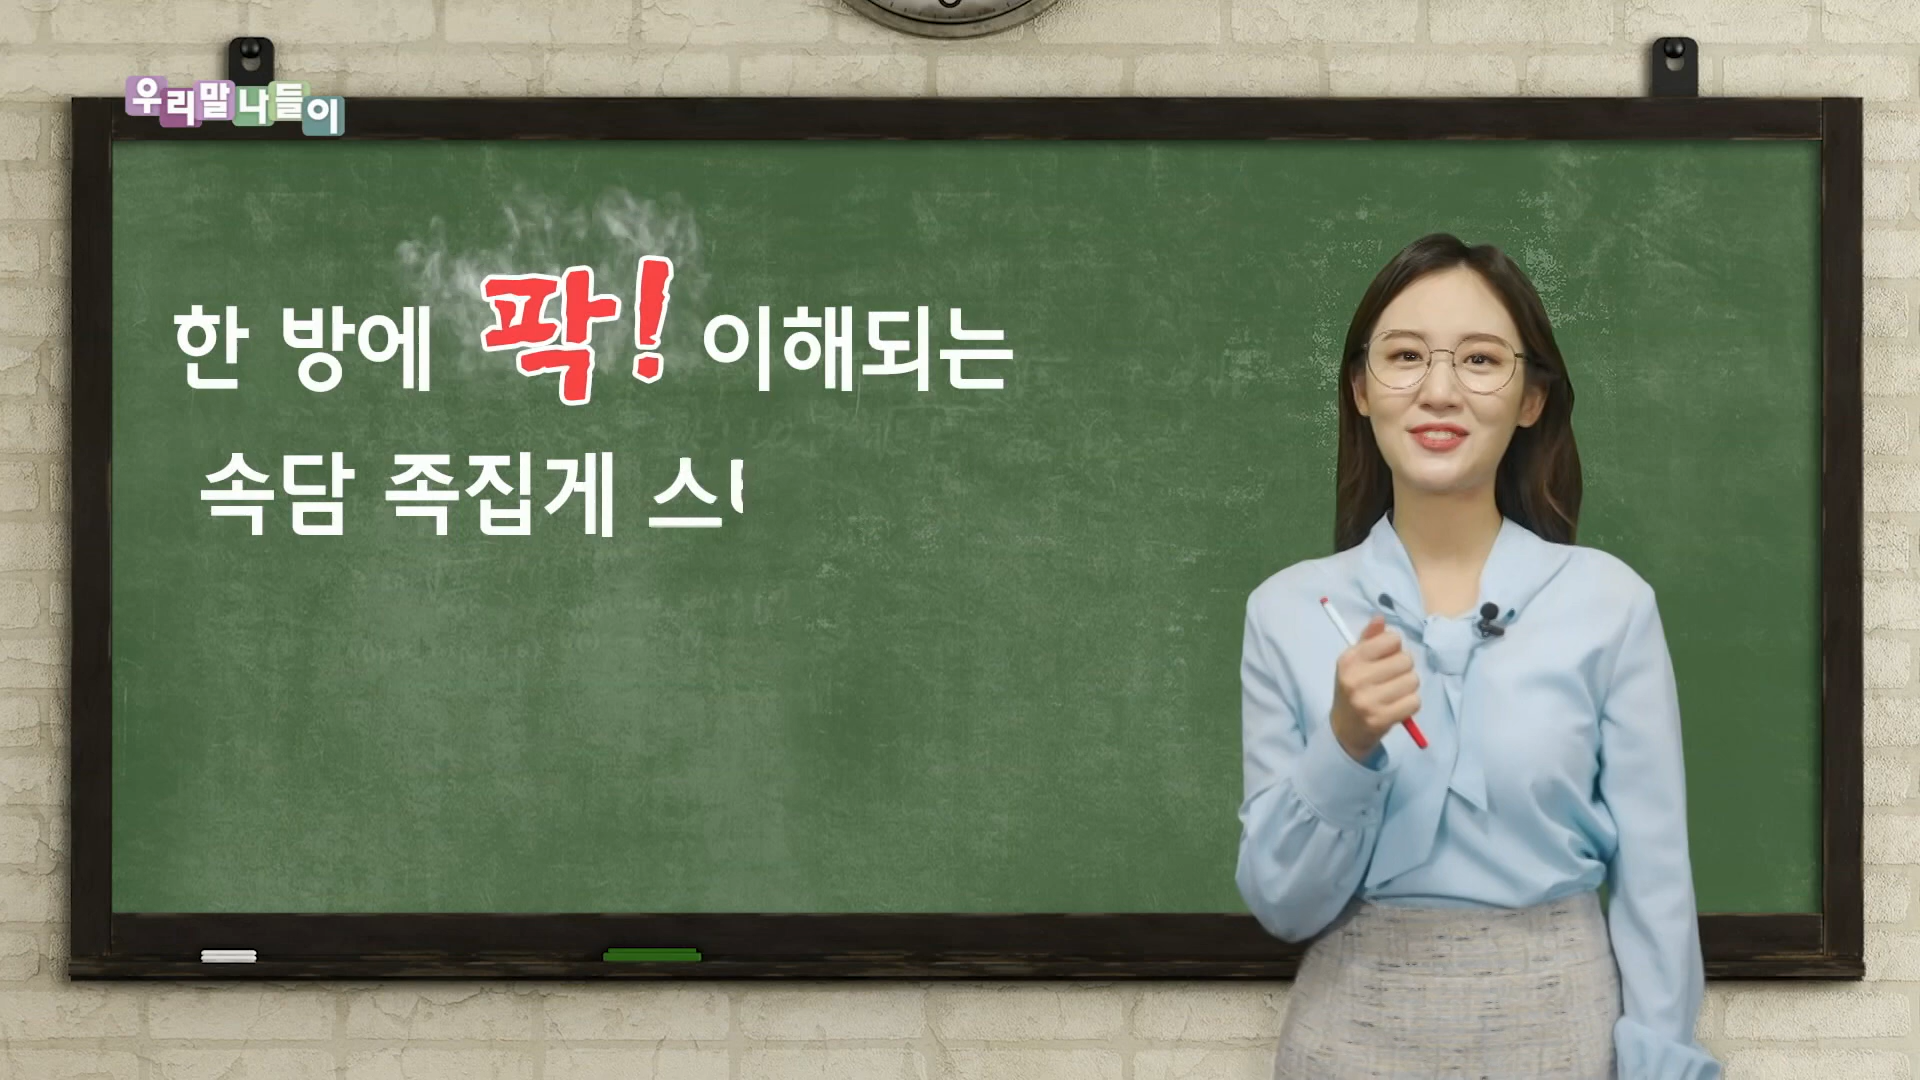 우리말 나들이
한 방에 팍! 이해되는
속담 족집게 스